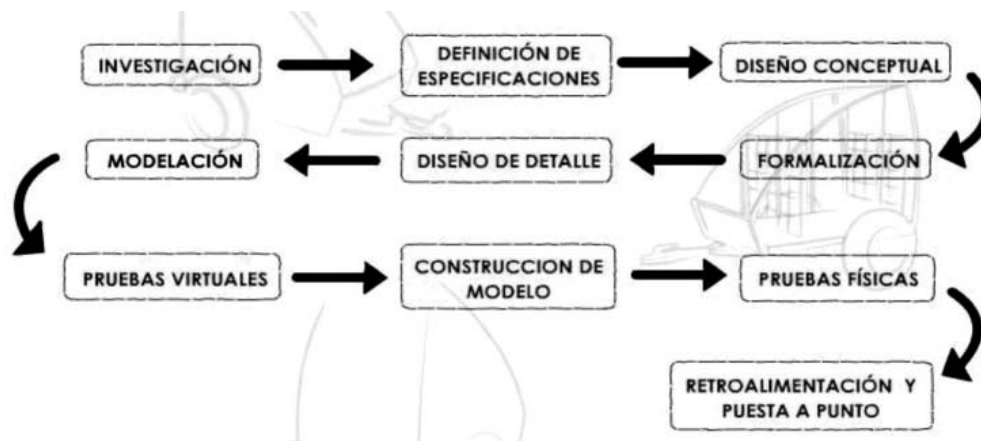 INVESTIGACIÓN
DEFINICIÓN DE
ESPECIFICACIONES
DISEÑO CONCEPTUAL
MODELACIÓN
DISEÑO DE DETALLE
FORMALIZACIÓN
PRUEBAS VIRTUALES
CONSTRUCCION DE
MODELO
PRUEBAS FÍSICAS
RETROALIMENTACIÓN Y
PUESTA A PUNTO